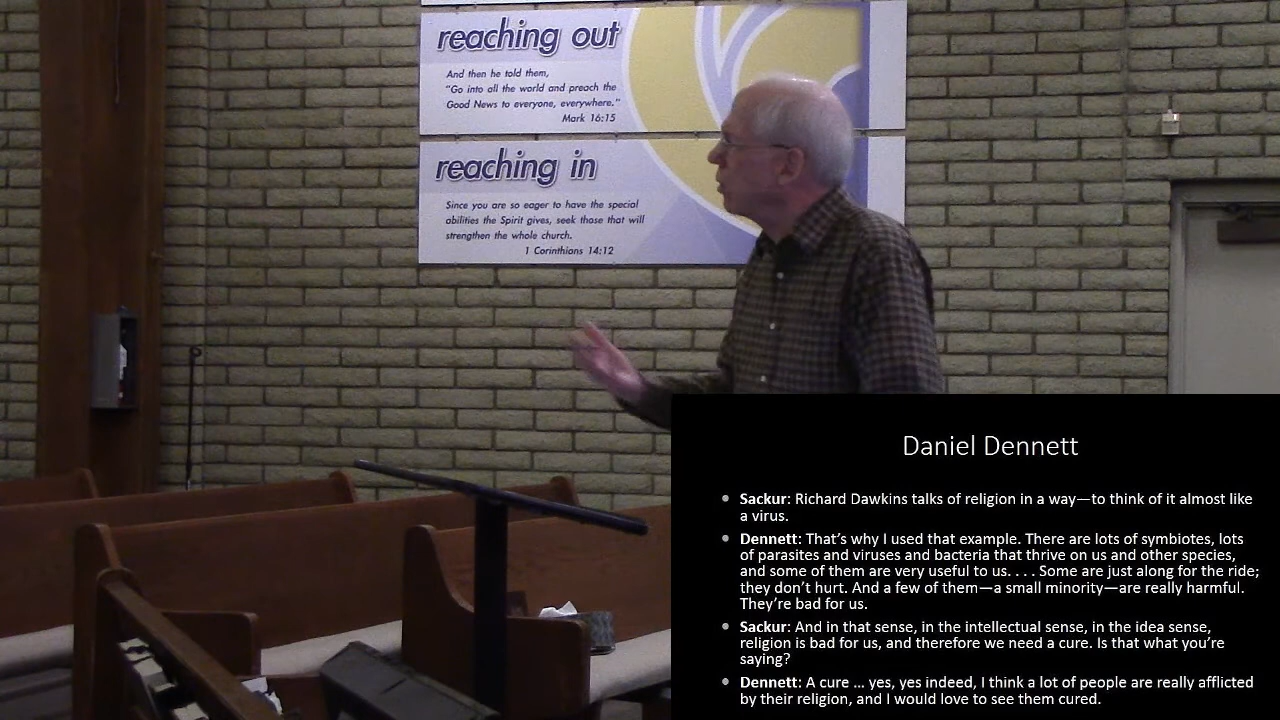 reaching out
And then he told them,
"Go into all the world and preach the
Good News to everyone, everywhere."
Mark 16:15
reaching in
Since you are so eager to have the special
abilities the Spirit gives, seek those that will
strengthen the whole church.
1 Corinthians 14:12
Daniel Dennett
• Sackur: Richard Dawkins talks of religion in a way—to think of it almost like
a virus.
• Dennett: That's why I used that example. There are lots of symbiotes, lots
of parasites and viruses and bacteria that thrive on us and other species,
and some of them are very useful to us. . . . Some are just along for the ride;
they don't hurt. And a few of them—a small minority—are really harmful.
They're bad for us.
• Sackur: And in that sense, in the intellectual sense, in the idea sense,
religion is bad for us, and therefore we need a cure. Is that what you're
saying?
• Dennett: A cure … yes, yes indeed, I think a lot of people are really afflicted
by their religion, and I would love to see them cured.